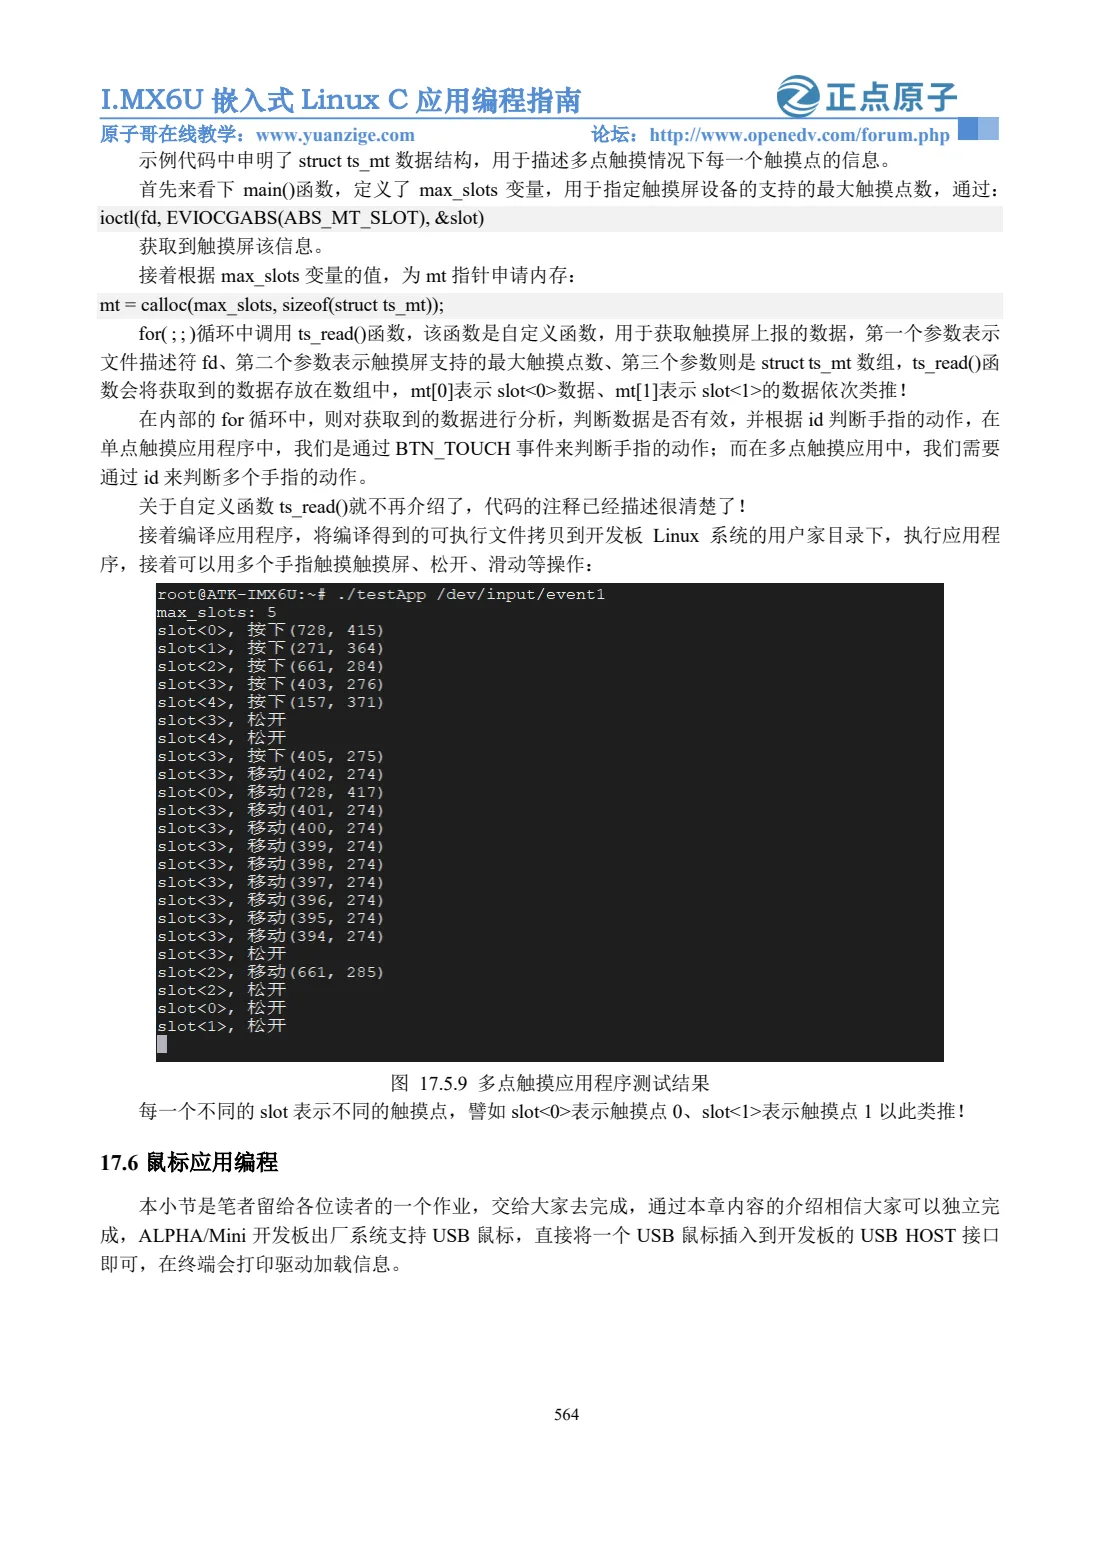 I.MX6U 嵌入式 Linux C 应用编程指南
正点原子
原子哥在线教学：www.yuanzige.com
论坛：http://www.openedv.com/forum.php
示例代码中申明了 struct ts_mt 数据结构，用于描述多点触摸情况下每一个触摸点的信息。
首先来看下 main()函数，定义了 max_slots 变量，用于指定触摸屏设备的支持的最大触摸点数，通过：
ioctl(fd, EVIOCGABS(ABS_MT_SLOT), &slot)
获取到触摸屏该信息。
接着根据 max_slots 变量的值，为 mt 指针申请内存：
mt = calloc(max_slots, sizeof(struct ts_mt));
for( ; ; )循环中调用 ts_read()函数，该函数是自定义函数，用于获取触摸屏上报的数据，第一个参数表示
文件描述符 fd、第二个参数表示触摸屏支持的最大触摸点数、第三个参数则是 struct ts_mt 数组，ts_read()函
数会将获取到的数据存放在数组中，mt[0]表示 slot<0>数据、mt[1]表示 slot<1>的数据依次类推！
在内部的 for 循环中，则对获取到的数据进行分析，判断数据是否有效，并根据 id 判断手指的动作，在
单点触摸应用程序中，我们是通过 BTN_TOUCH 事件来判断手指的动作；而在多点触摸应用中，我们需要
通过 id 来判断多个手指的动作。
关于自定义函数 ts_read()就不再介绍了，代码的注释已经描述很清楚了！
接着编译应用程序，将编译得到的可执行文件拷贝到开发板 Linux 系统的用户家目录下，执行应用程
序，接着可以用多个手指触摸触摸屏、松开、滑动等操作：
root@ATK-IMX6U:~# ./testApp /dev/input/event1
max_slots: 5
slot<0>, 按下(728, 415)
slot<1>, 按下(271, 364)
slot<2>, 按下(661, 284)
slot<3>, 按下(403, 276)
slot<4>, 按下(157, 371)
slot<3>, 松开
slot<4>, 松开
slot<3>, 按下(405, 275)
slot<3>, 移动(402, 274)
slot<0>, 移动(728, 417)
slot<3>, 移动(401, 274)
slot<3>, 移动(400, 274)
slot<3>, 移动(399, 274)
slot<3>, 移动(398, 274)
slot<3>, 移动(397, 274)
slot<3>, 移动(396, 274)
slot<3>, 移动(395, 274)
slot<3>, 移动(394, 274)
slot<3>, 松开
slot<2>, 移动(661, 285)
slot<2>, 松开
slot<0>, 松开
slot<1>, 松开
图 17.5.9 多点触摸应用程序测试结果
每一个不同的 slot 表示不同的触摸点，譬如 slot<0>表示触摸点 0、slot<1>表示触摸点 1 以此类推！
17.6 鼠标应用编程
本小节是笔者留给各位读者的一个作业，交给大家去完成，通过本章内容的介绍相信大家可以独立完
成，ALPHA/Mini 开发板出厂系统支持 USB 鼠标，直接将一个 USB 鼠标插入到开发板的 USB HOST 接口
即可，在终端会打印驱动加载信息。
564